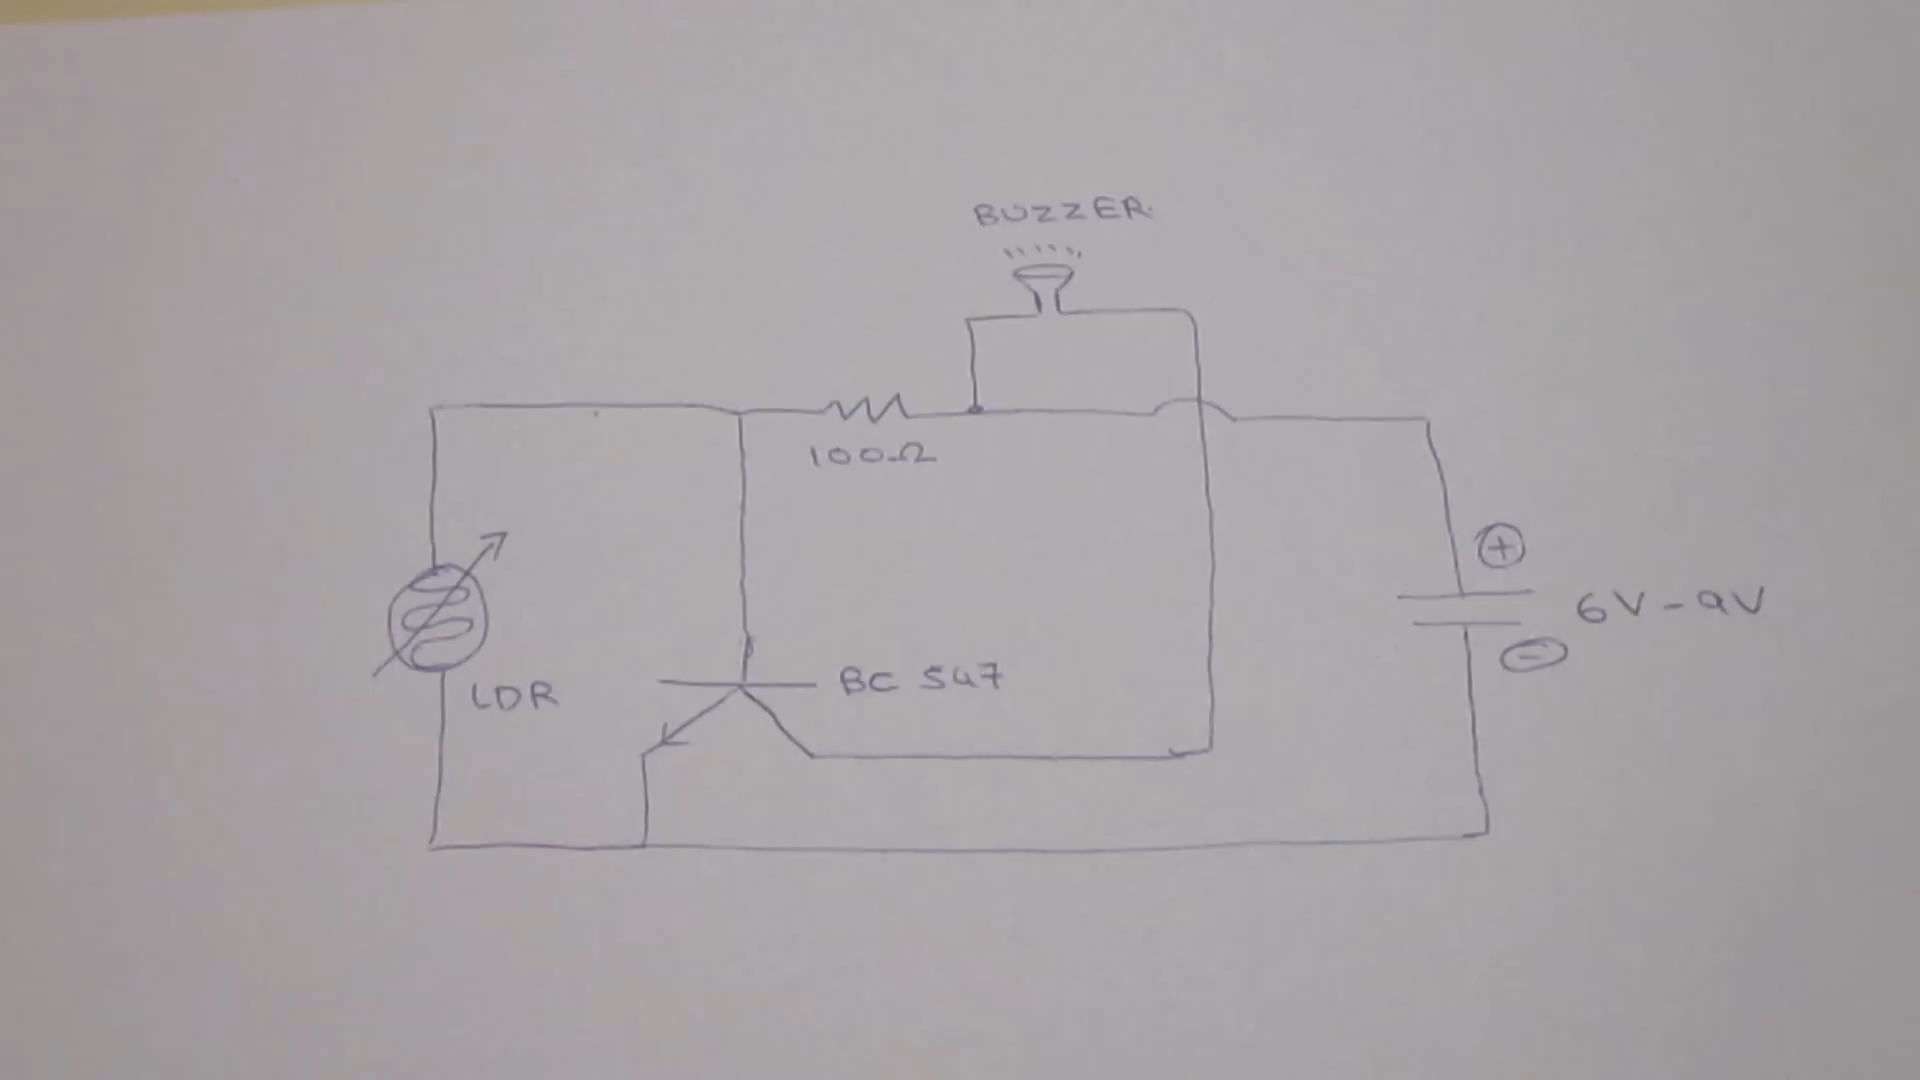 BUZZER
100Ω
+
6V-9V
-
LDR
BC 547